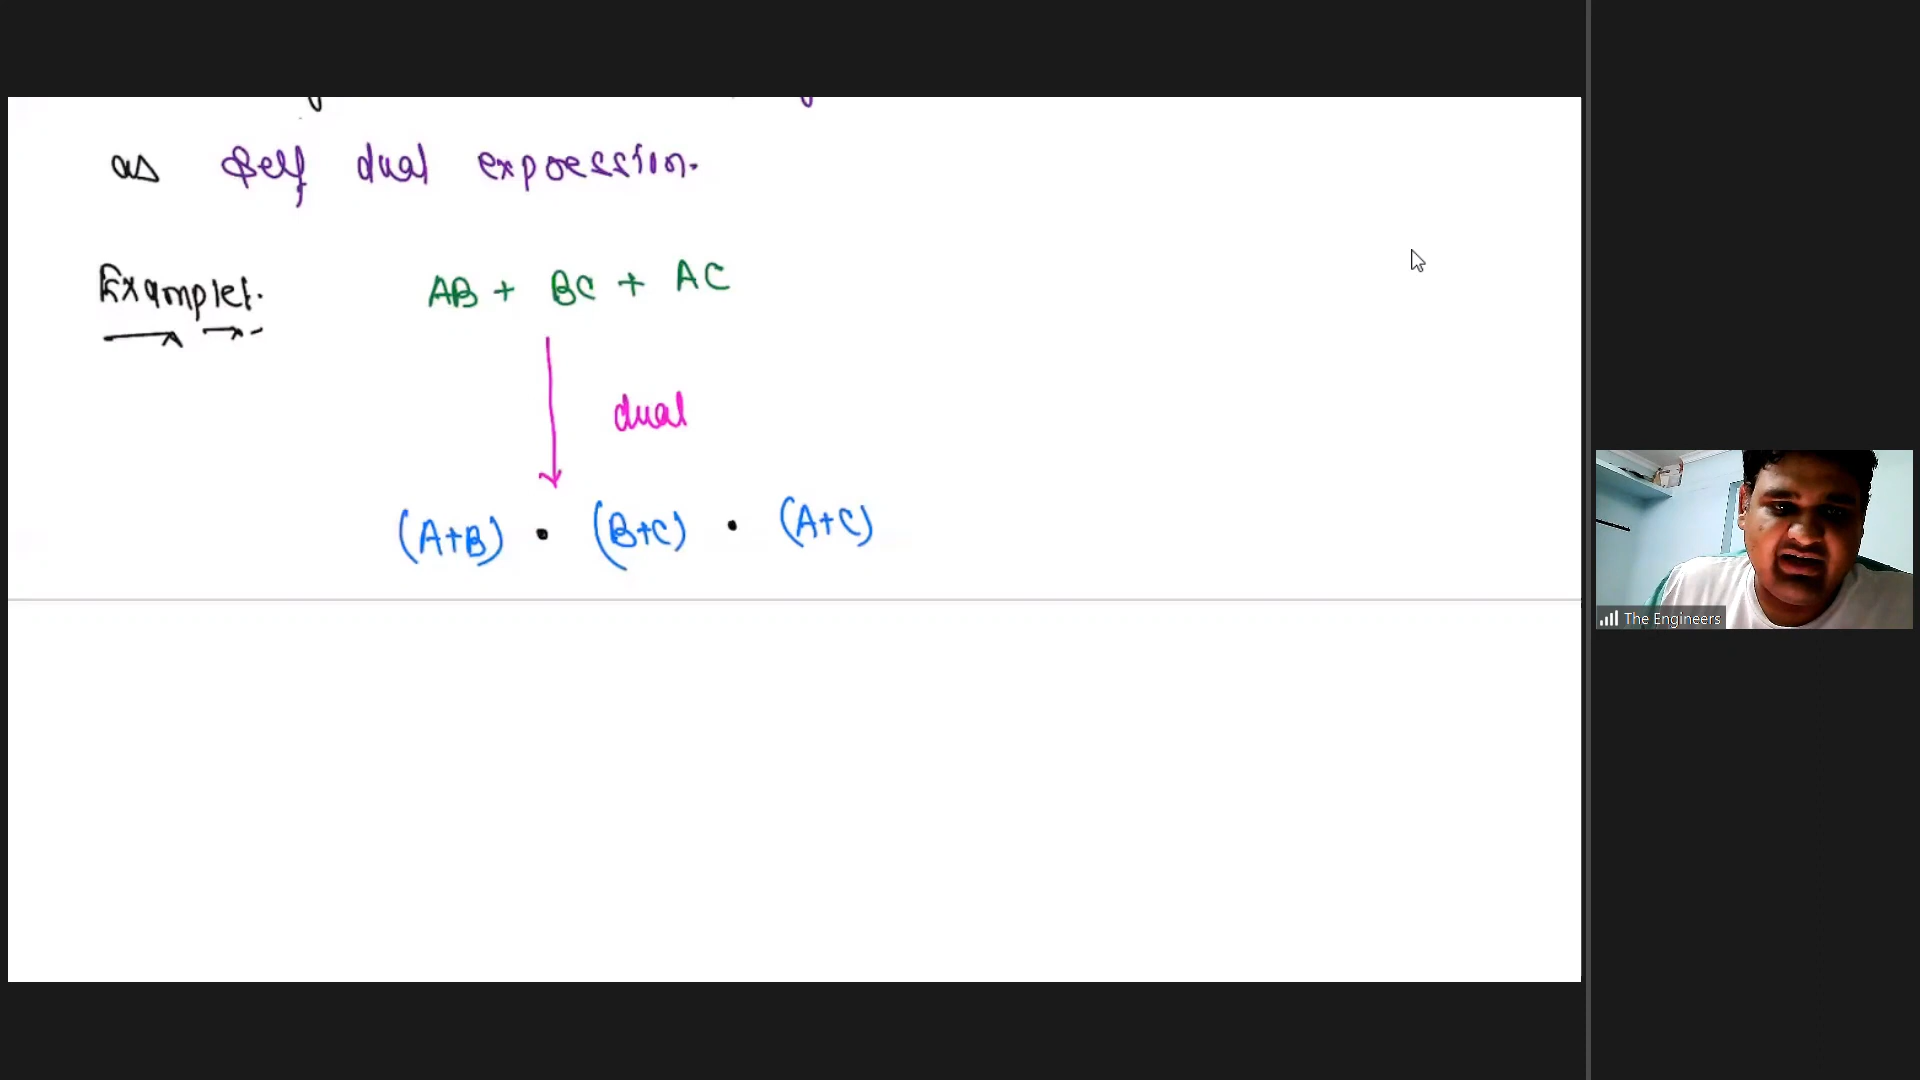 as Self dual expression.
Example:-
AB + BC + AC
dual
(A+B) • (B+C) • (A+C)
The Engineers